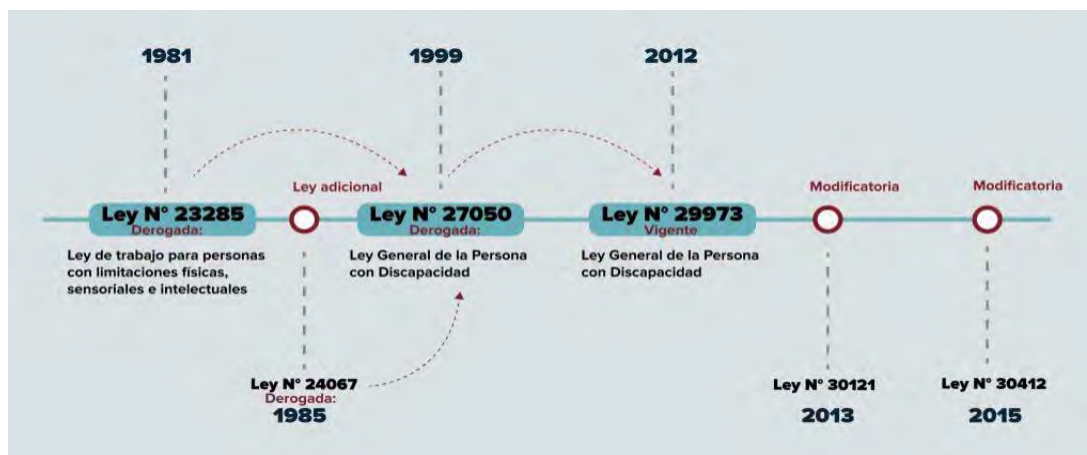 1981
1999
2012
Ley adicional
Modificatoria
Modificatoria
Ley N° 23285
Derogada:
Ley N° 27050
Derogada:
Ley N° 29973
Vigente
Ley de trabajo para personas
con limitaciones físicas,
sensoriales e intelectuales
Ley General de la Persona
con Discapacidad
Ley General de la Persona
con Discapacidad
Ley N° 24067
Derogada:
1985
Ley N° 30121
2013
Ley N° 30412
2015